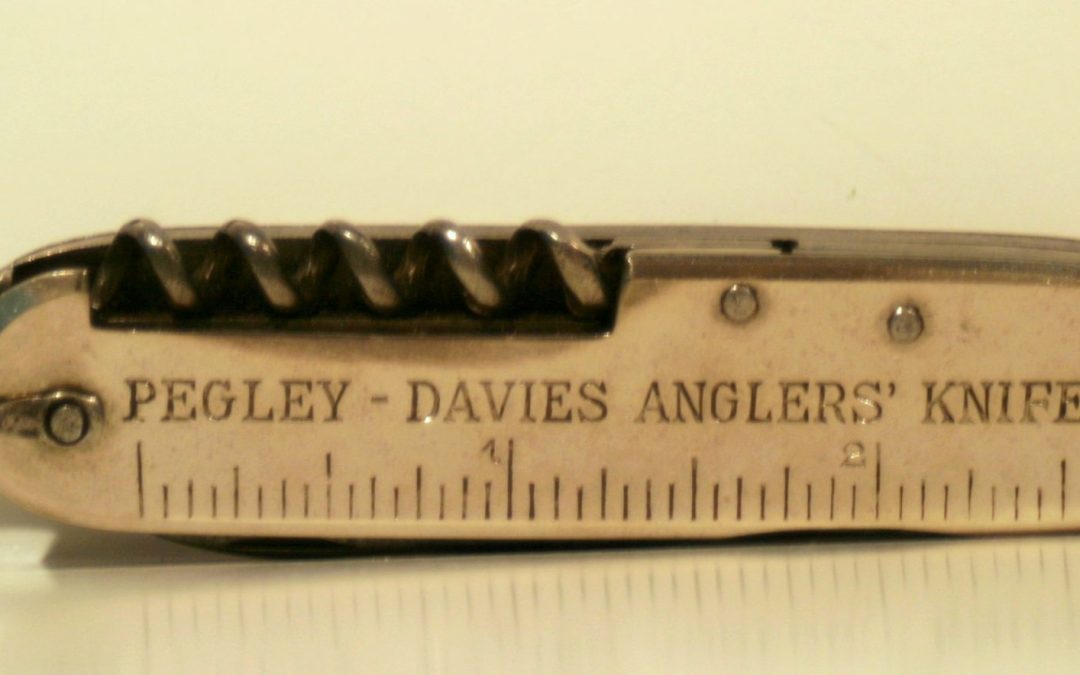 PEGLEY-DAVIES ANGLERS' KNIFE
1 2